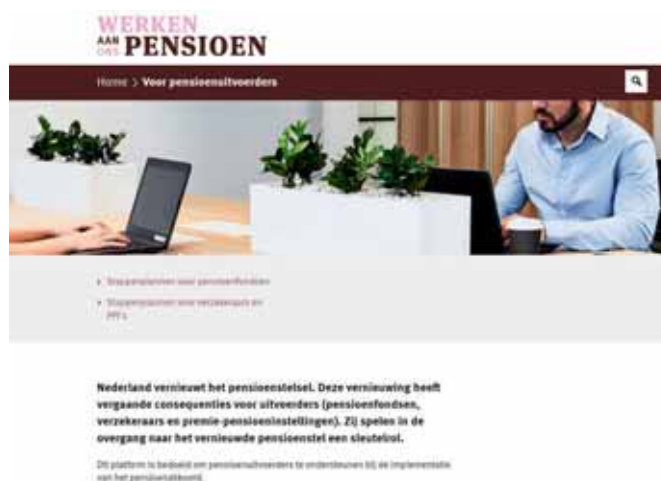 WERKEN
AAN
ONS PENSIOEN
Home > Voor pensioenuitvoerders
Stappenplannen voor pensioenfondsen
Stappenplannen voor verzekeraars en
PPI's
Nederland vernieuwt het pensioenstelsel. Deze vernieuwing heeft
vergaande consequenties voor uitvoerders (pensioenfondsen,
verzekeraars en premie-pensioeninstellingen). Zij spelen in de
overgang naar het vernieuwde pensioenstel een sleutelrol.
Dit platform is bedoeld om pensioenuitvoerders te ondersteunen bij de implementatie
van het pensioenakkoord.